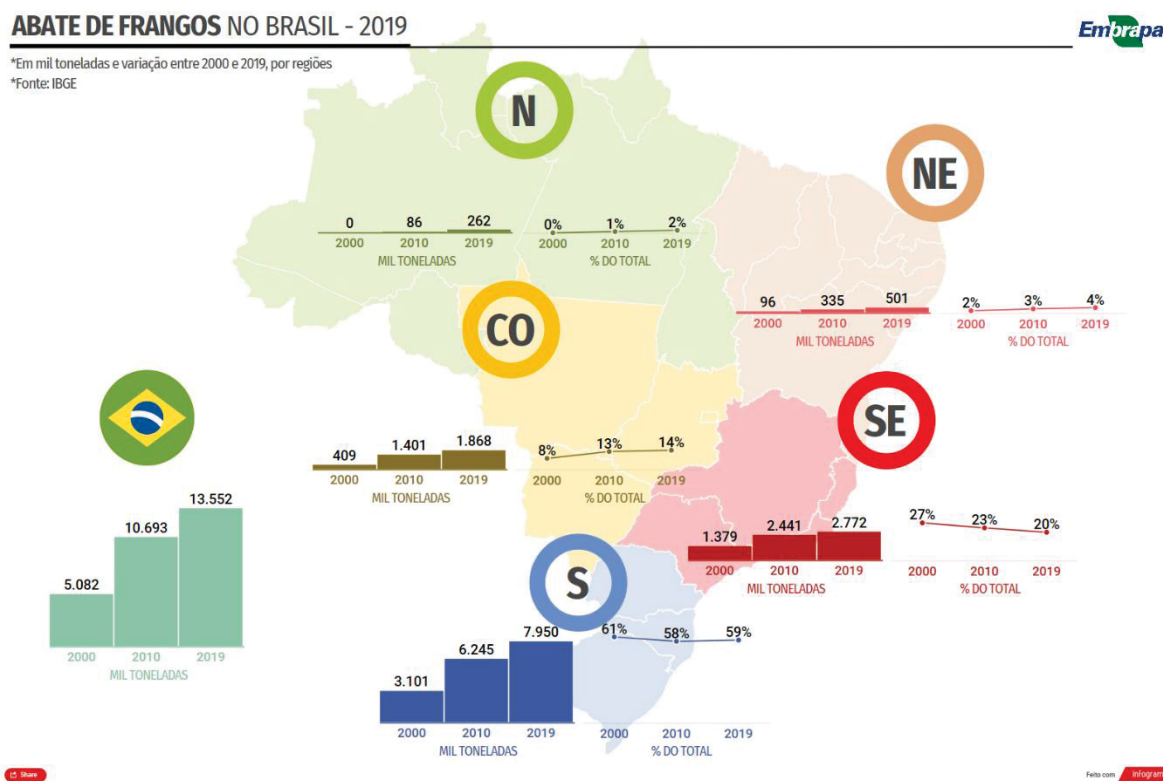 ABATE DE FRANGOS NO BRASIL - 2019
Embrapa
*Em mil toneladas e variação entre 2000 e 2019, por regiões
*Fonte: IBGE
N
0 86 262
2000 2010 2019
MIL TONELADAS
0% 1% 2%
2000 2010 2019
% DO TOTAL
NE
96 335 501
2000 2010 2019
MIL TONELADAS
2% 3% 4%
2000 2010 2019
% DO TOTAL
CO
409 1.401 1.868
2000 2010 2019
MIL TONELADAS
8% 13% 14%
2000 2010 2019
% DO TOTAL
SE
1.379 2.441 2.772
2000 2010 2019
MIL TONELADAS
27% 23% 20%
2000 2010 2019
% DO TOTAL
5.082 10.693 13.552
2000 2010 2019
MIL TONELADAS
S
3.101 6.245 7.950
2000 2010 2019
MIL TONELADAS
61% 58% 59%
2000 2010 2019
% DO TOTAL
Share
Feito com infogram